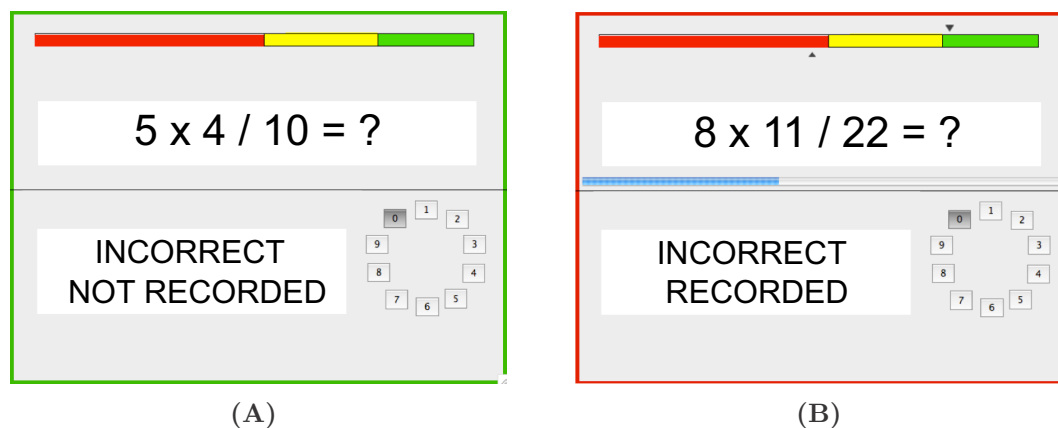 5 x 4 / 10 = ?
INCORRECT
NOT RECORDED
0
1
2
3
4
5
6
7
8
9
(A)
8 x 11 / 22 = ?
INCORRECT
RECORDED
0
1
2
3
4
5
6
7
8
9
(B)